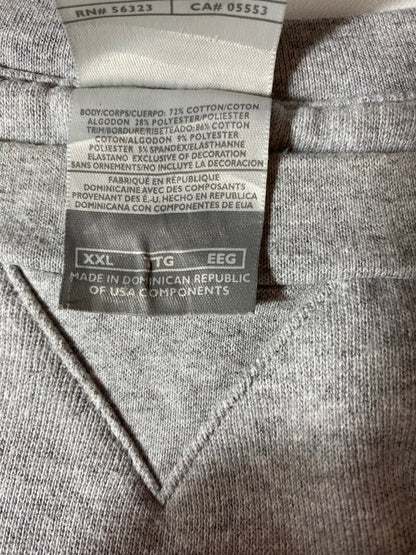 RN# 56323 CA# 05553
BODY/CORPS/CUERPO: 72% COTTON/COTON
ALGODON 28% POLYESTER/POLIESTER
TRIM/BORDURE/RIBETEADO: 86% COTTON
COTON/ALGODON 9% POLYESTER
POLIESTER 5% SPANDEX/ELASTHANNE
ELASTANO EXCLUSIVE OF DECORATION
SANS ORNEMENTS/NO INCLUYE LA DECORACION
FABRIQUÉ EN RÉPUBLIQUE
DOMINICAINE AVEC DES COMPOSANTS
PROVENANT DES É.-U. HECHO EN REPUBLICA
DOMINICANA CON COMPONENTES DE EUA
XXL TTG EEG
MADE IN DOMINICAN REPUBLIC
OF USA COMPONENTS